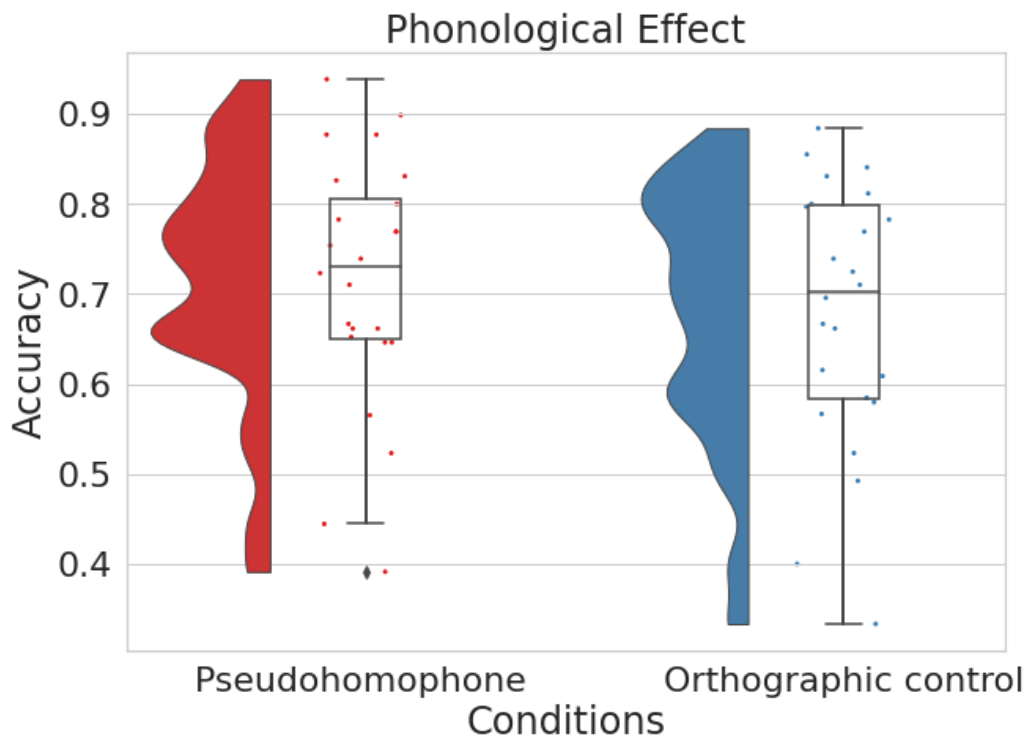 Phonological Effect
Accuracy
0.9
0.8
0.7
0.6
0.5
0.4
Pseudohomophone
Orthographic control
Conditions